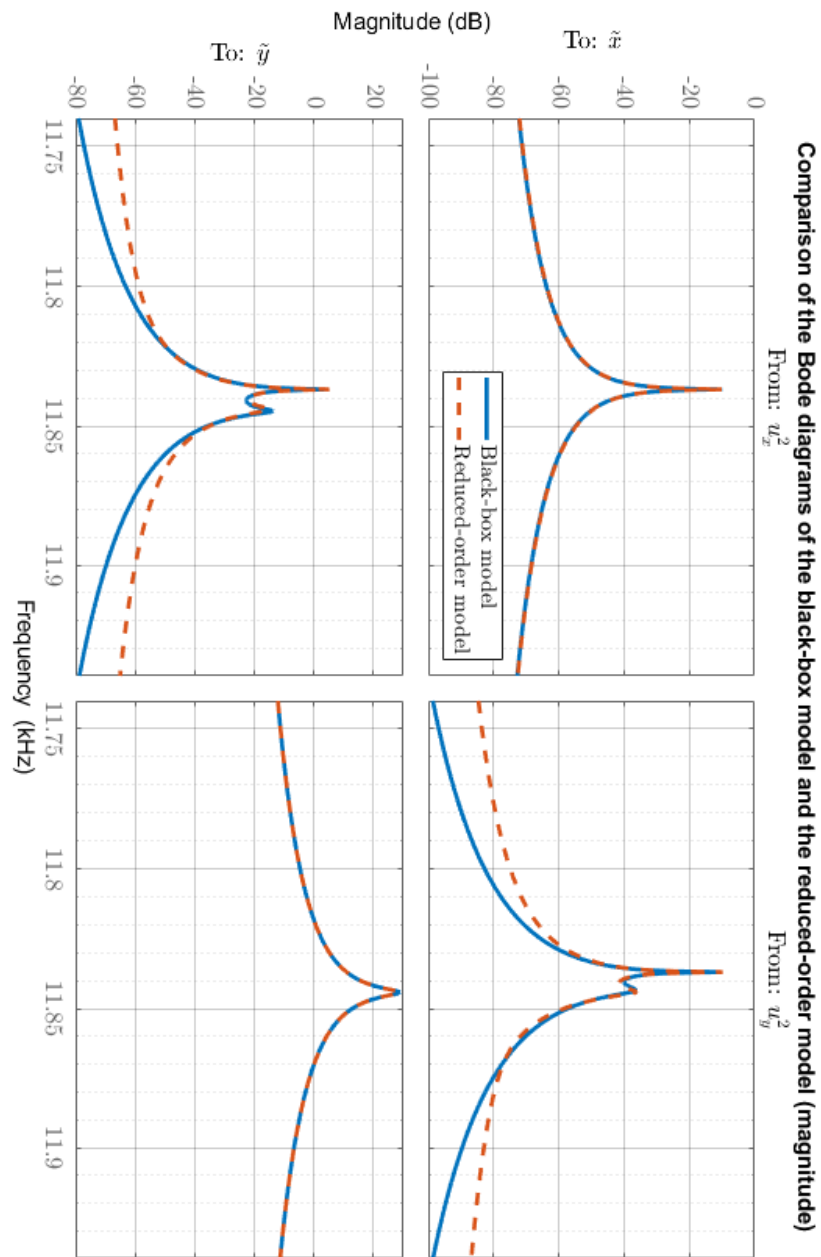 Comparison of the Bode diagrams of the black-box model and the reduced-order model (magnitude)
From: u_x^2
From: u_y^2
Magnitude (dB)
To: x̃
0
-20
-40
-60
-80
-100
Black-box model
Reduced-order model
To: ỹ
20
0
-20
-40
-60
-80
11.75
11.8
11.85
11.9
11.75
11.8
11.85
11.9
Frequency (kHz)